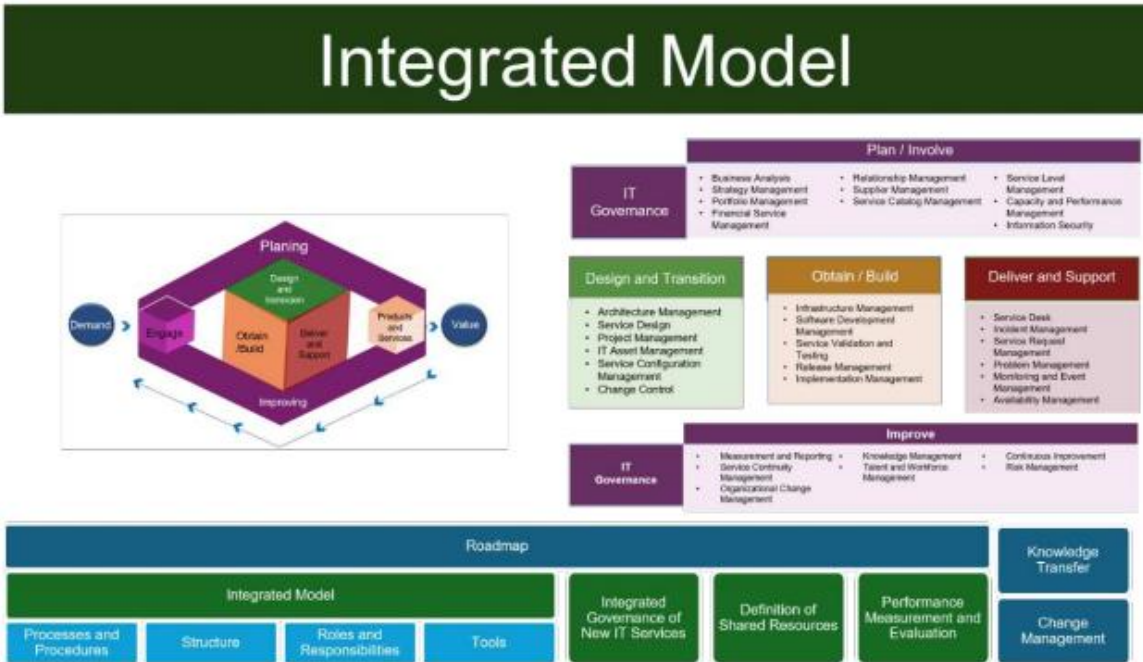 Integrated Model
Planing
Design
and
Demand
Engage
Obtain
/Build
Deliver
and
Support
Products
and
Services
Value
Improving
Plan / Involve
IT
Governance
• Business Analysis
• Strategy Management
• Portfolio Management
• Financial Service
Management
• Relationship Management
• Supplier Management
• Service Catalog Management
• Service Level
Management
• Capacity and Performance
Management
• Information Security
Design and Transition
• Architecture Management
• Service Design
• Project Management
• IT Asset Management
• Service Configuration
Management
• Change Control
Obtain / Build
• Infrastructure Management
• Software Development
Management
• Service Validation and
Testing
• Release Management
• Implementation Management
Deliver and Support
• Service Desk
• Incident Management
• Service Request
Management
• Problem Management
• Monitoring and Event
Management
• Availability Management
Improve
IT
Governance
• Measurement and Reporting
• Service Continuity
Management
• Organizational Change
Management
• Knowledge Management
• Talent and Workforce
Management
• Continuous Improvement
• Risk Management
Roadmap
Knowledge
Transfer
Integrated Model
Integrated
Governance of
New IT Services
Definition of
Shared Resources
Performance
Measurement and
Evaluation
Change
Management
Processes and
Procedures
Structure
Roles and
Responsibilities
Tools